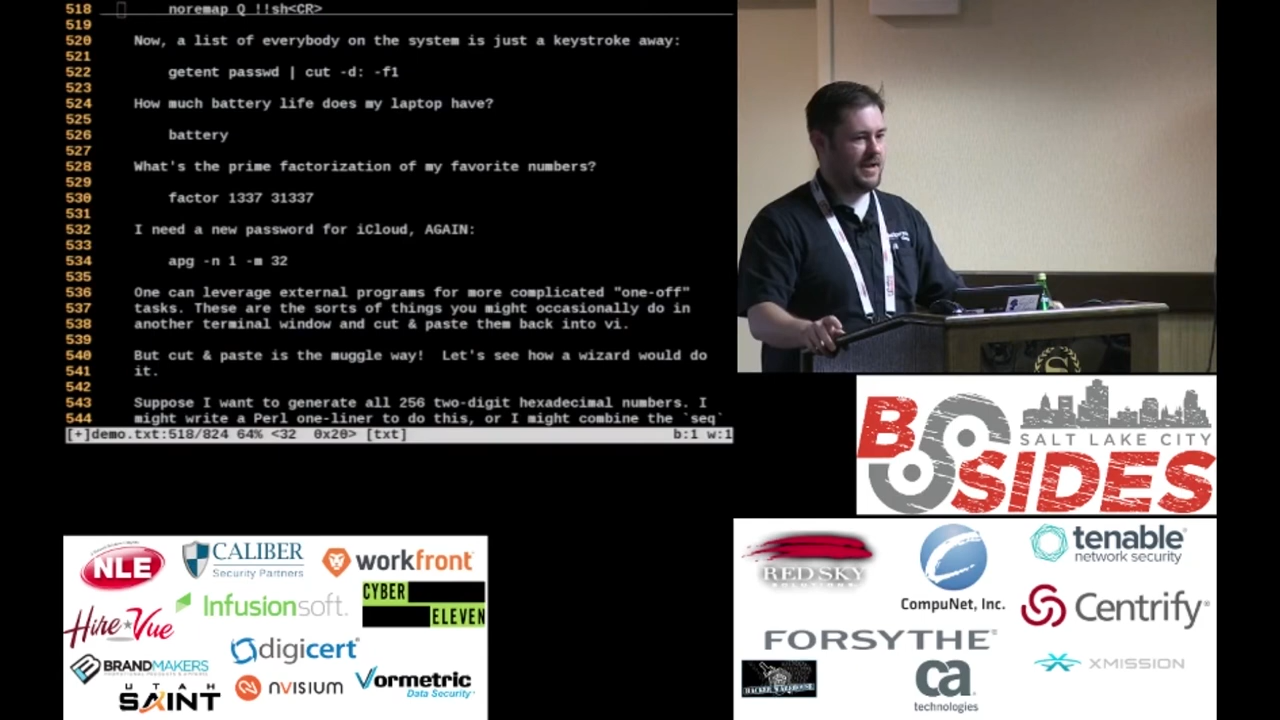 518 noremap Q !!sh<CR>
519
520 Now, a list of everybody on the system is just a keystroke away:
521
522 getent passwd | cut -d: -f1
523
524 How much battery life does my laptop have?
525
526 battery
527
528 What's the prime factorization of my favorite numbers?
529
530 factor 1337 31337
531
532 I need a new password for iCloud, AGAIN:
533
534 apg -n 1 -m 32
535
536 One can leverage external programs for more complicated "one-off"
537 tasks. These are the sorts of things you might occasionally do in
538 another terminal window and cut & paste them back into vi.
539
540 But cut & paste is the muggle way! Let's see how a wizard would do
541 it.
542
543 Suppose I want to generate all 256 two-digit hexadecimal numbers. I
544 might write a Perl one-liner to do this, or I might combine the `seq`
[+]demo.txt:518/824 64% <32 0x20> [txt] b:1 w:1
BSIDES
SALT LAKE CITY
NLE
CALIBER
Security Partners
workfront
HireVue
Infusionsoft.
CYBER
ELEVEN
digicert
BRANDMAKERS
UTAH
SAINT
nVISIUM
Vormetric
Data Security
RED SKY
SOLUTIONS
CompuNet, Inc.
tenable
network security
Centrify
FORSYTHE
HACKER WAREHOUSE
ca
technologies
XMISSION